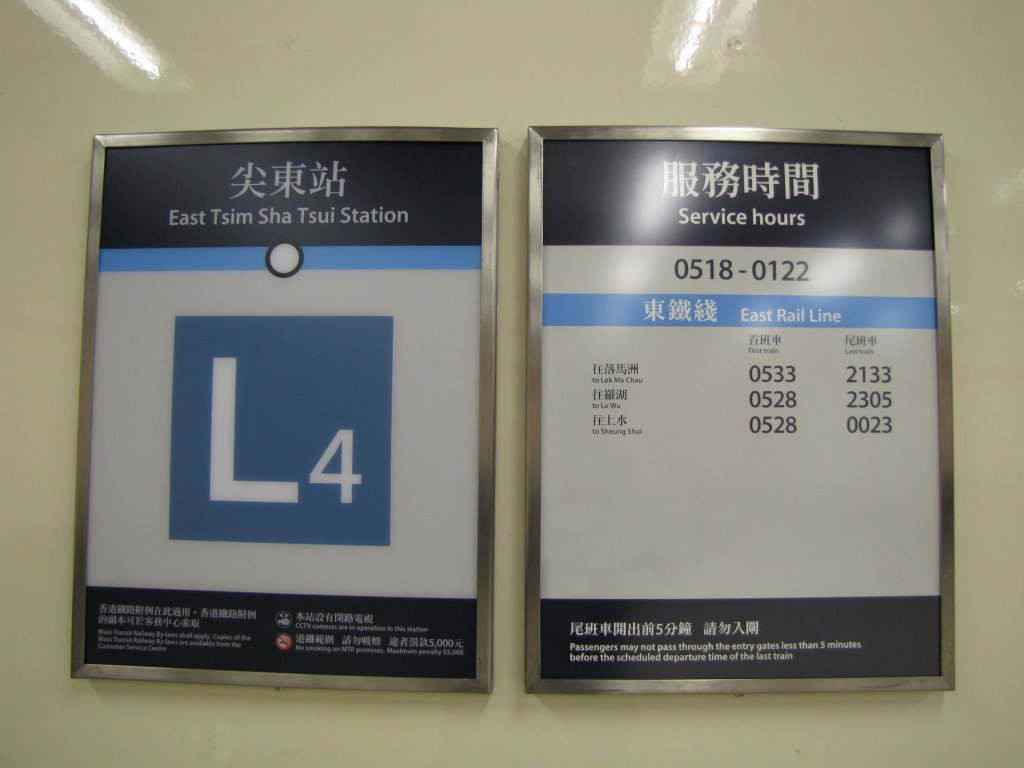 尖東站
East Tsim Sha Tsui Station
L4
香港鐵路附例在此適用。香港鐵路附例
的副本可於客務中心索取
Mass Transit Railway By-laws shall apply. Copies of the
Mass Transit Railway By-laws are available from the
Customer Service Centre
本站設有閉路電視
CCTV cameras are in operation in this station
港鐵範圍 請勿吸煙 違者罰款5,000元
No smoking on MTR premises. Maximum penalty $5,000
服務時間
Service hours
0518 - 0122
東鐵綫 East Rail Line
首班車 尾班車
First train Last train
往落馬洲 0533 2133
to Lok Ma Chau
往羅湖 0528 2305
to Lo Wu
往上水 0528 0023
to Sheung Shui
尾班車開出前5分鐘 請勿入閘
Passengers may not pass through the entry gates less than 5 minutes
before the scheduled departure time of the last train